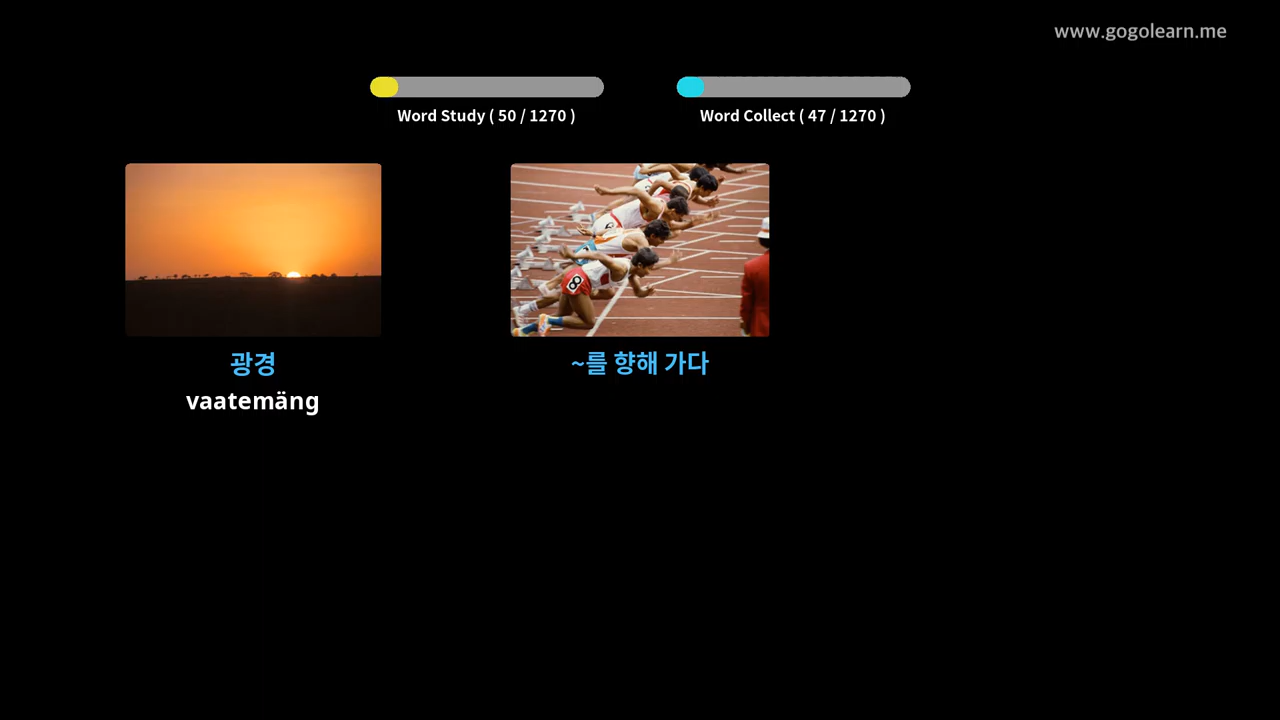 www.gogolearn.me
Word Study ( 50 / 1270 )
Word Collect ( 47 / 1270 )
8
광경
~를 향해 가다
vaatemäng